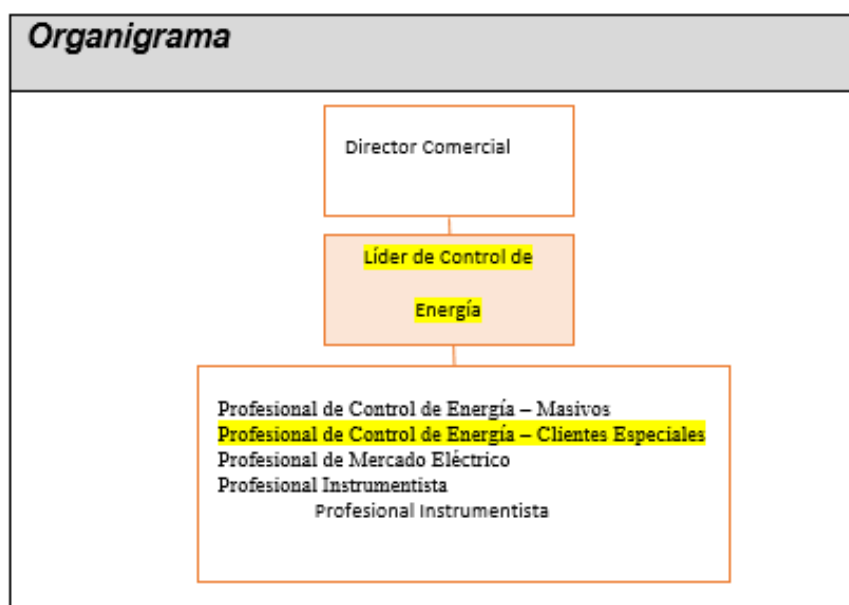 Organigrama
Director Comercial
Líder de Control de
Energía
Profesional de Control de Energía – Masivos
Profesional de Control de Energía – Clientes Especiales
Profesional de Mercado Eléctrico
Profesional Instrumentista
Profesional Instrumentista